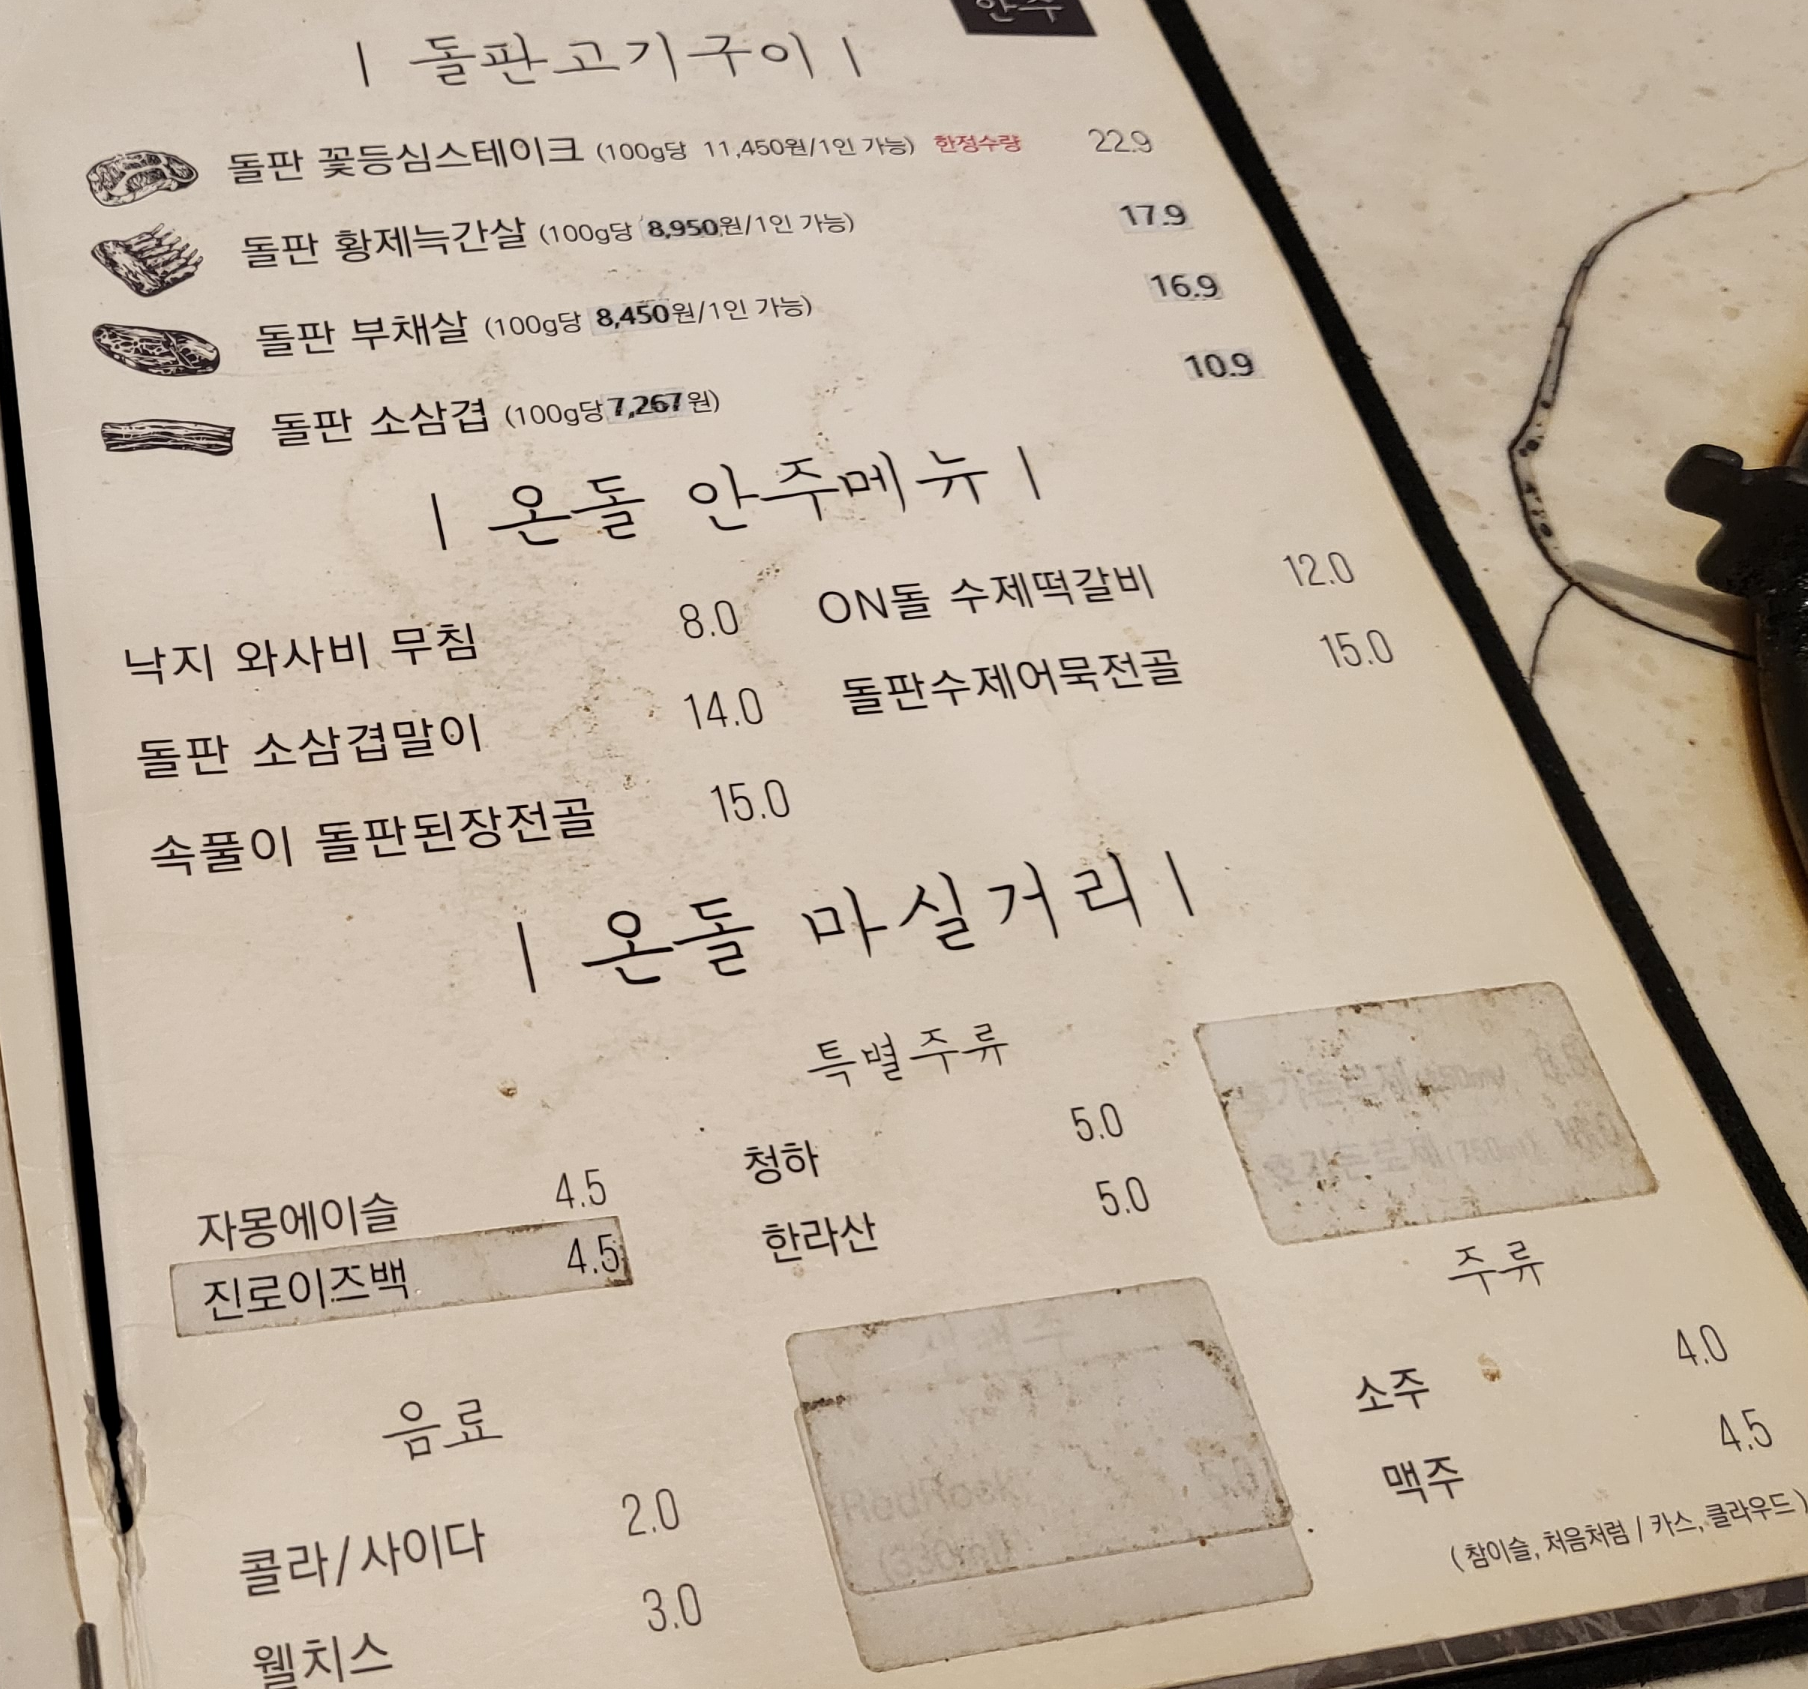 안주
| 돌판고기구이 |
돌판 꽃등심스테이크 (100g당 11,450원/1인 가능) 한정수량 22.9
돌판 황제늑간살 (100g당 8,950원/1인 가능) 17.9
돌판 부채살 (100g당 8,450원/1인 가능) 16.9
돌판 소삼겹 (100g당 7,267원) 10.9
| 온돌 안주메뉴 |
낙지 와사비 무침 8.0
돌판 소삼겹말이 14.0
속풀이 돌판된장전골 15.0
ON돌 수제떡갈비 12.0
돌판수제어묵전골 15.0
| 온돌 마실거리 |
특별주류
자몽에이슬 4.5
진로이즈백 4.5
청하 5.0
한라산 5.0
음료
콜라/사이다 2.0
웰치스 3.0
RedRock 5.0
(330ml)
주류
소주 4.0
맥주 4.5
(참이슬, 처음처럼 / 카스, 클라우드)